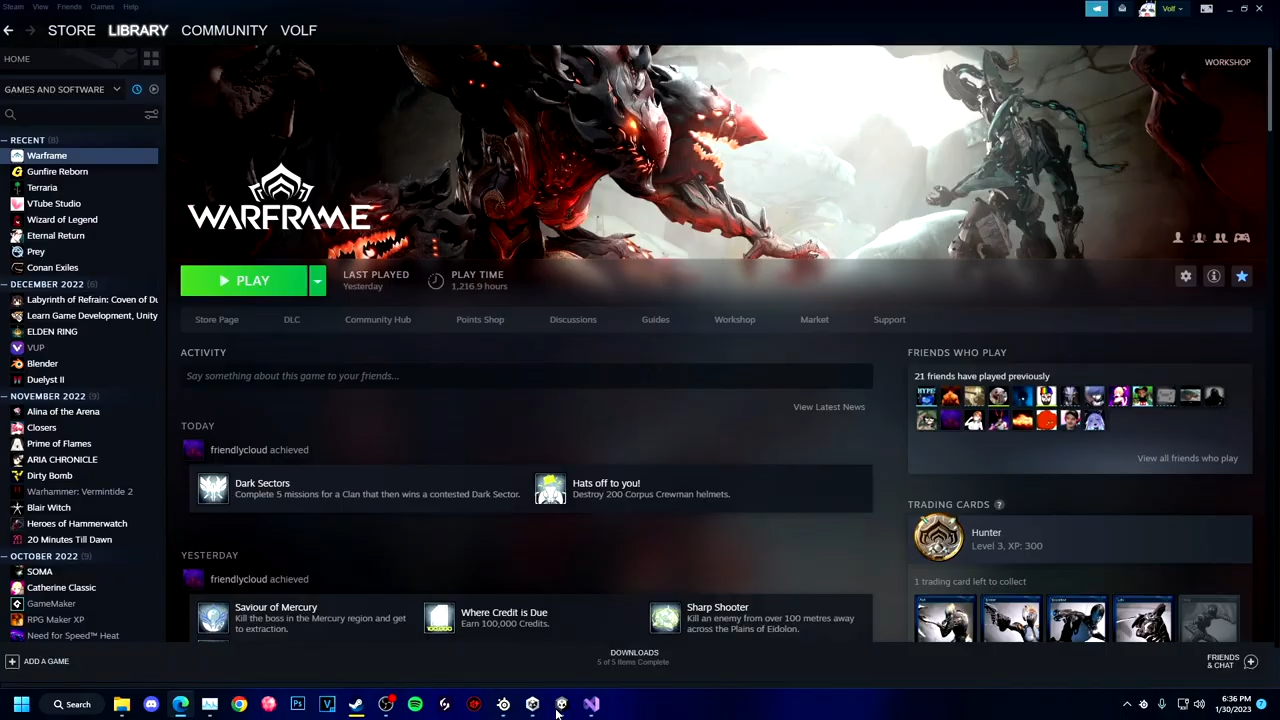 Steam View Friends Games Help
Volf
STORE LIBRARY COMMUNITY VOLF
HOME
GAMES AND SOFTWARE
RECENT (8)
Warframe
Gunfire Reborn
Terraria
VTube Studio
Wizard of Legend
Eternal Return
Prey
Conan Exiles
DECEMBER 2022 (6)
Labyrinth of Refrain: Coven of Du
Learn Game Development, Unity
ELDEN RING
VUP
Blender
Duelyst II
NOVEMBER 2022 (9)
Alina of the Arena
Closers
Prime of Flames
ARIA CHRONICLE
Dirty Bomb
Warhammer: Vermintide 2
Blair Witch
Heroes of Hammerwatch
20 Minutes Till Dawn
OCTOBER 2022 (9)
SOMA
Catherine Classic
GameMaker
RPG Maker XP
Need for Speed™ Heat
WORKSHOP
WARFRAME
PLAY
LAST PLAYED
Yesterday
PLAY TIME
1,216.9 hours
Store Page DLC Community Hub Points Shop Discussions Guides Workshop Market Support
ACTIVITY
Say something about this game to your friends...
View Latest News
TODAY
friendlycloud achieved
Dark Sectors
Complete 5 missions for a Clan that then wins a contested Dark Sector.
Hats off to you!
Destroy 200 Corpus Crewman helmets.
YESTERDAY
friendlycloud achieved
Saviour of Mercury
Kill the boss in the Mercury region and get
to extraction.
Where Credit is Due
Earn 100,000 Credits.
Sharp Shooter
Kill an enemy from over 100 metres away
across the Plains of Eidolon.
FRIENDS WHO PLAY
21 friends have played previously
View all friends who play
TRADING CARDS ?
Hunter
Level 3, XP: 300
1 trading card left to collect
ADD A GAME
DOWNLOADS
5 of 5 Items Complete
FRIENDS
& CHAT
Search
6:36 PM
1/30/2023